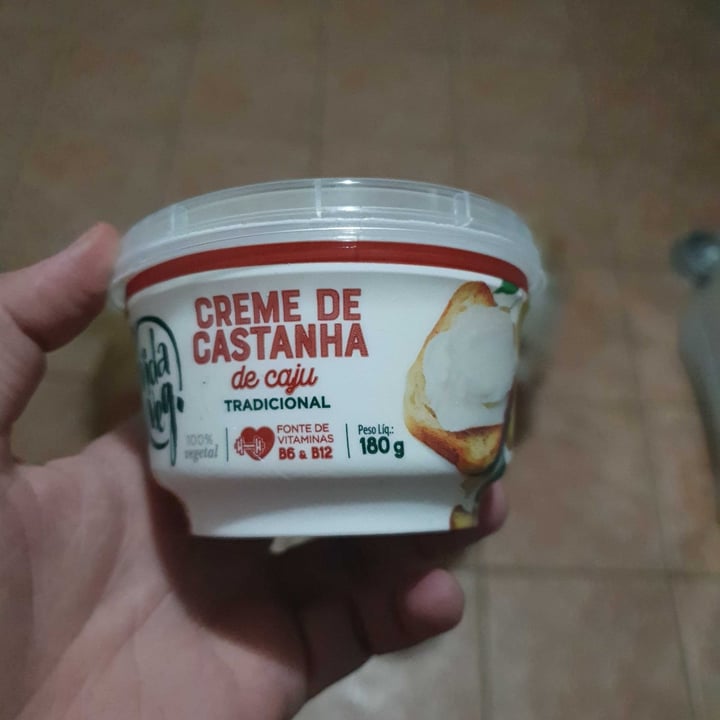 CREME DE
CASTANHA
de caju
TRADICIONAL
100%
vegetal
FONTE DE
VITAMINAS
B6 & B12
Peso Líq.:
180 g